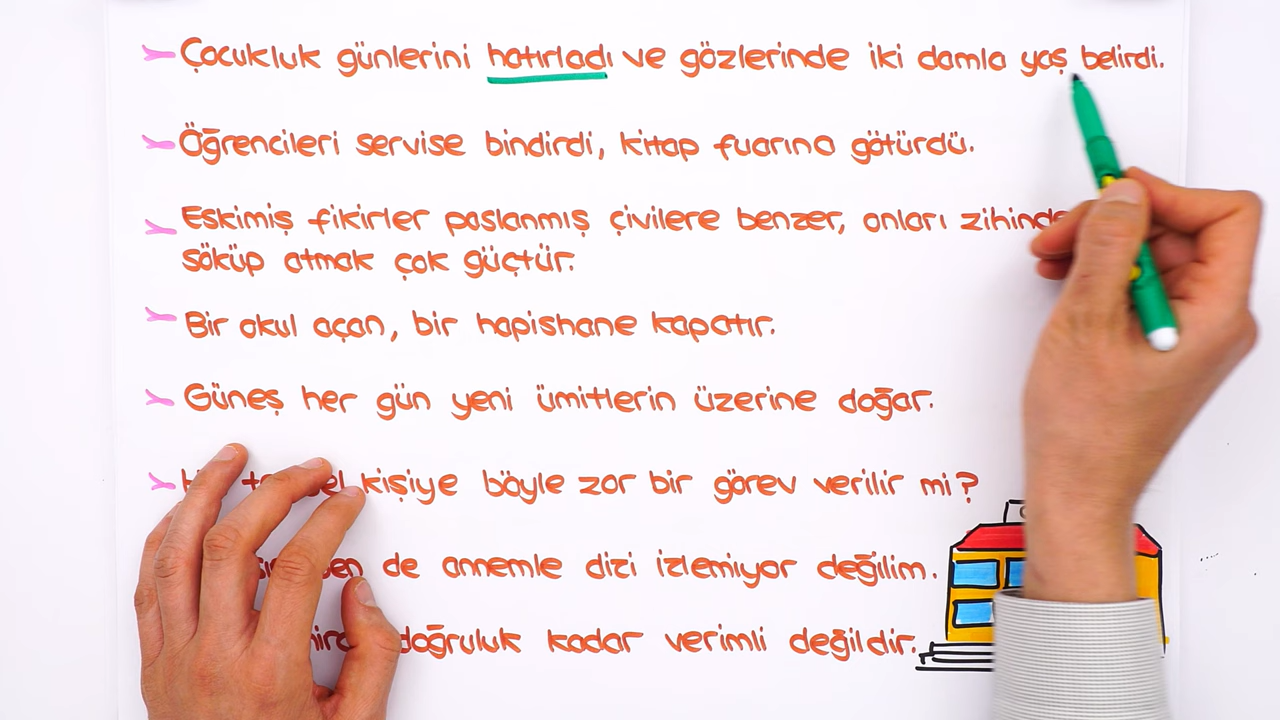 Çocukluk günlerini hatırladı ve gözlerinde iki damla yaş belirdi.
Öğrencileri servise bindirdi, kitap fuarına götürdü.
Eskimiş fikirler paslanmış çivilere benzer, onları zihinde
söküp atmak çok güçtür.
Bir okul açan, bir hapishane kapatır.
Güneş her gün yeni ümitlerin üzerine doğar.
kişiye böyle zor bir görev verilir mi?
de annemle dizi izlemiyor değilim.
doğruluk kadar verimli değildir.